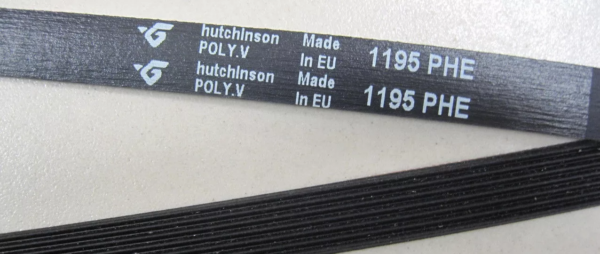 hutchinson Made 1195 PHE
POLY.V In EU
hutchinson Made 1195 PHE
POLY.V In EU